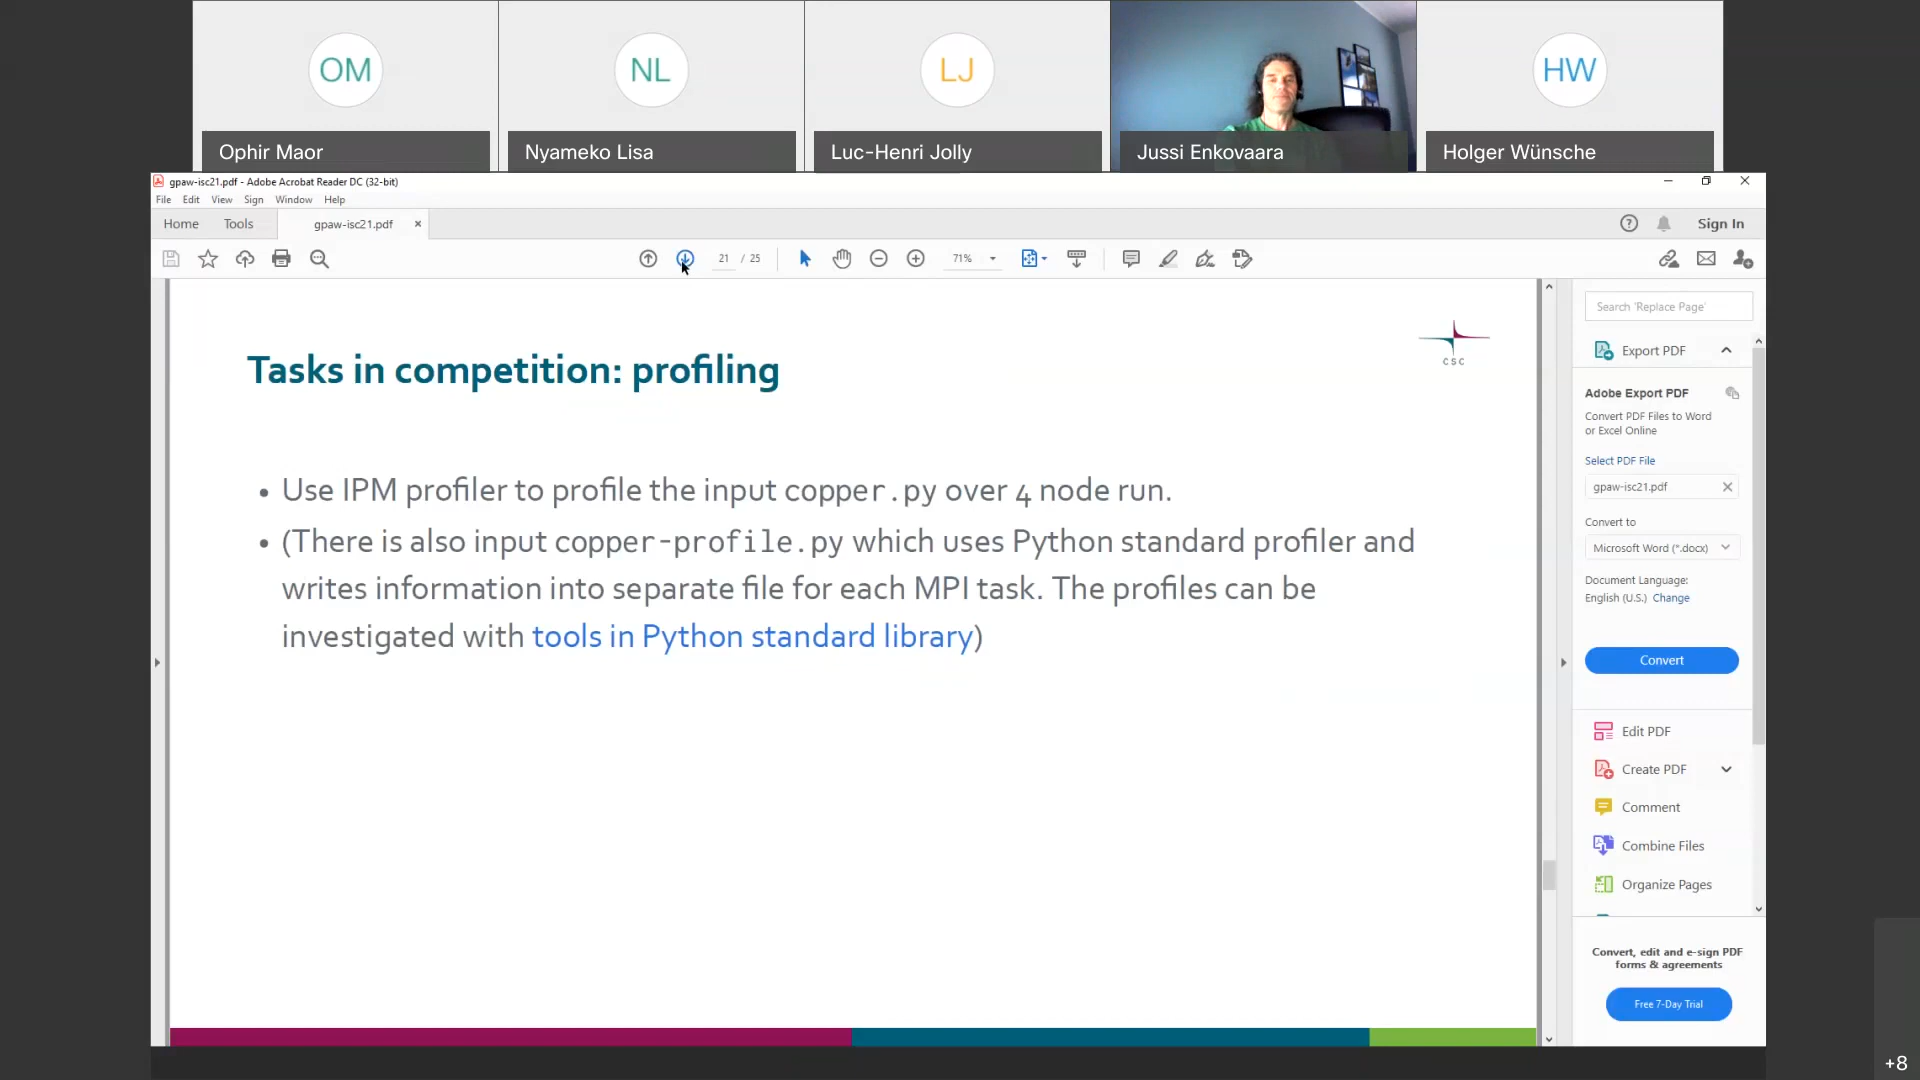 OM
NL
LJ
HW
Ophir Maor
Nyameko Lisa
Luc-Henri Jolly
Jussi Enkovaara
Holger Wünsche
gpaw-isc21.pdf - Adobe Acrobat Reader DC (32-bit)
File Edit View Sign Window Help
Home Tools gpaw-isc21.pdf × Sign In
21 / 25 71%
Tasks in competition: profiling
CSC
• Use IPM profiler to profile the input copper.py over 4 node run.
• (There is also input copper-profile.py which uses Python standard profiler and
writes information into separate file for each MPI task. The profiles can be
investigated with tools in Python standard library)
Search 'Replace Page'
Export PDF
Adobe Export PDF
Convert PDF Files to Word
or Excel Online
Select PDF File
gpaw-isc21.pdf
Convert to
Microsoft Word (*.docx)
Document Language:
English (U.S.) Change
Convert
Edit PDF
Create PDF
Comment
Combine Files
Organize Pages
Convert, edit and e-sign PDF
forms & agreements
Free 7-Day Trial
+8